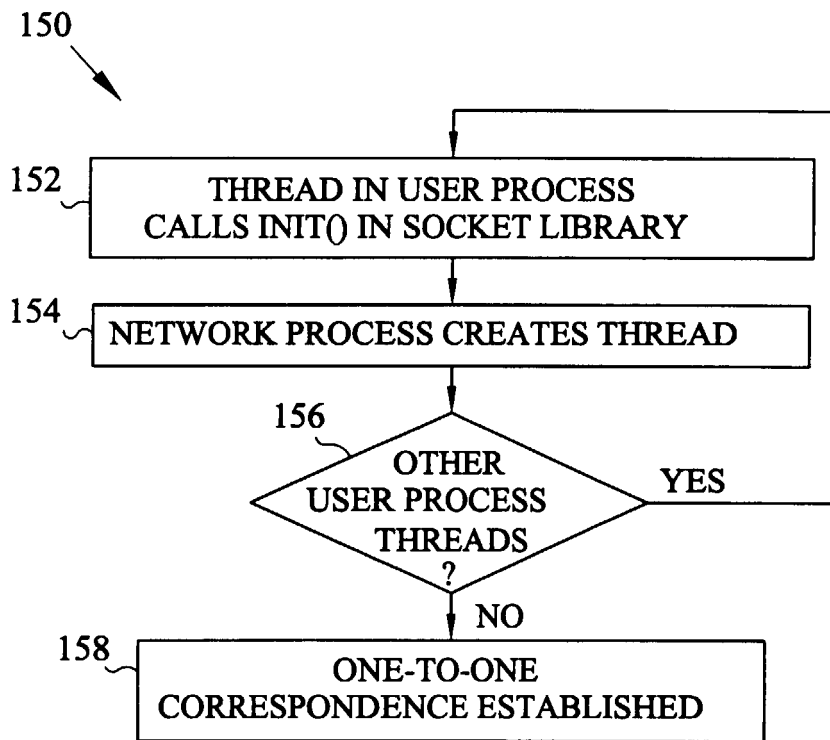 150
152
THREAD IN USER PROCESS
CALLS INIT() IN SOCKET LIBRARY
154
NETWORK PROCESS CREATES THREAD
156
OTHER
USER PROCESS
THREADS
?
YES
NO
158
ONE-TO-ONE
CORRESPONDENCE ESTABLISHED